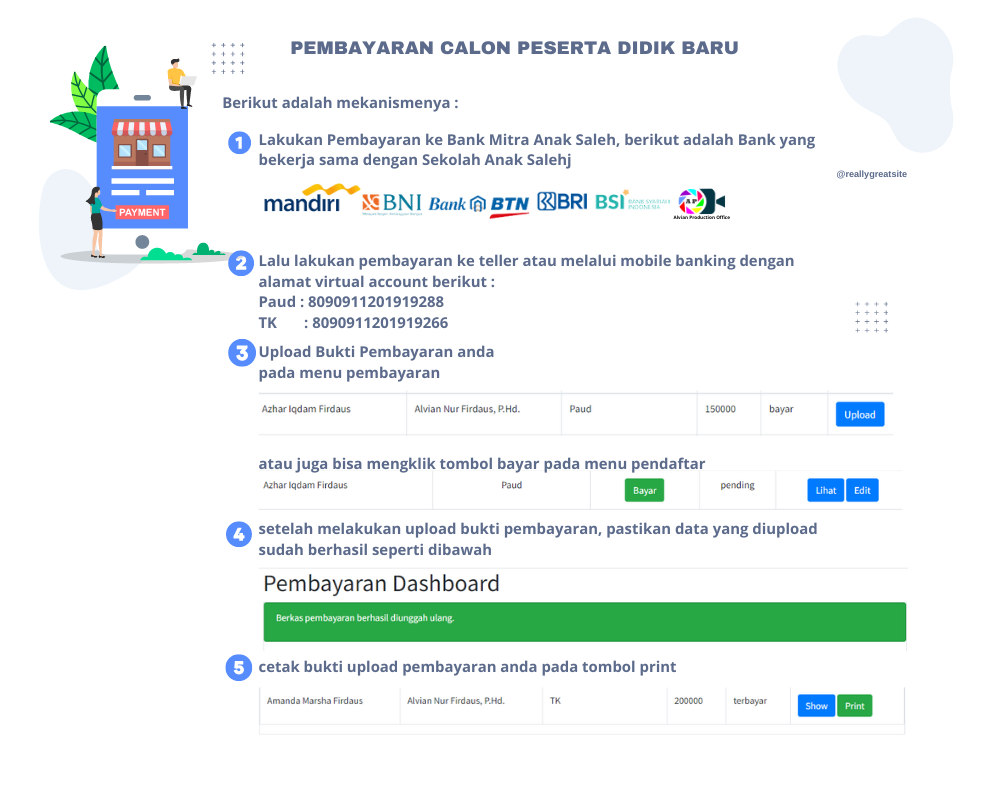 PEMBAYARAN CALON PESERTA DIDIK BARU
Berikut adalah mekanismenya :
1 Lakukan Pembayaran ke Bank Mitra Anak Saleh, berikut adalah Bank yang
bekerja sama dengan Sekolah Anak Salehj
@reallygreatsite
mandiri BNI Bank BTN BRI BSI BANK SYARIAH INDONESIA AP Alvian Production Office
PAYMENT
2 Lalu lakukan pembayaran ke teller atau melalui mobile banking dengan
alamat virtual account berikut :
Paud : 8090911201919288
TK : 8090911201919266
3 Upload Bukti Pembayaran anda
pada menu pembayaran
Azhar Iqdam Firdaus Alvian Nur Firdaus, P.Hd. Paud 150000 bayar Upload
atau juga bisa mengklik tombol bayar pada menu pendaftar
Azhar Iqdam Firdaus Paud Bayar pending Lihat Edit
4 setelah melakukan upload bukti pembayaran, pastikan data yang diupload
sudah berhasil seperti dibawah
Pembayaran Dashboard
Berkas pembayaran berhasil diunggah ulang.
5 cetak bukti upload pembayaran anda pada tombol print
Amanda Marsha Firdaus Alvian Nur Firdaus, P.Hd. TK 200000 terbayar Show Print